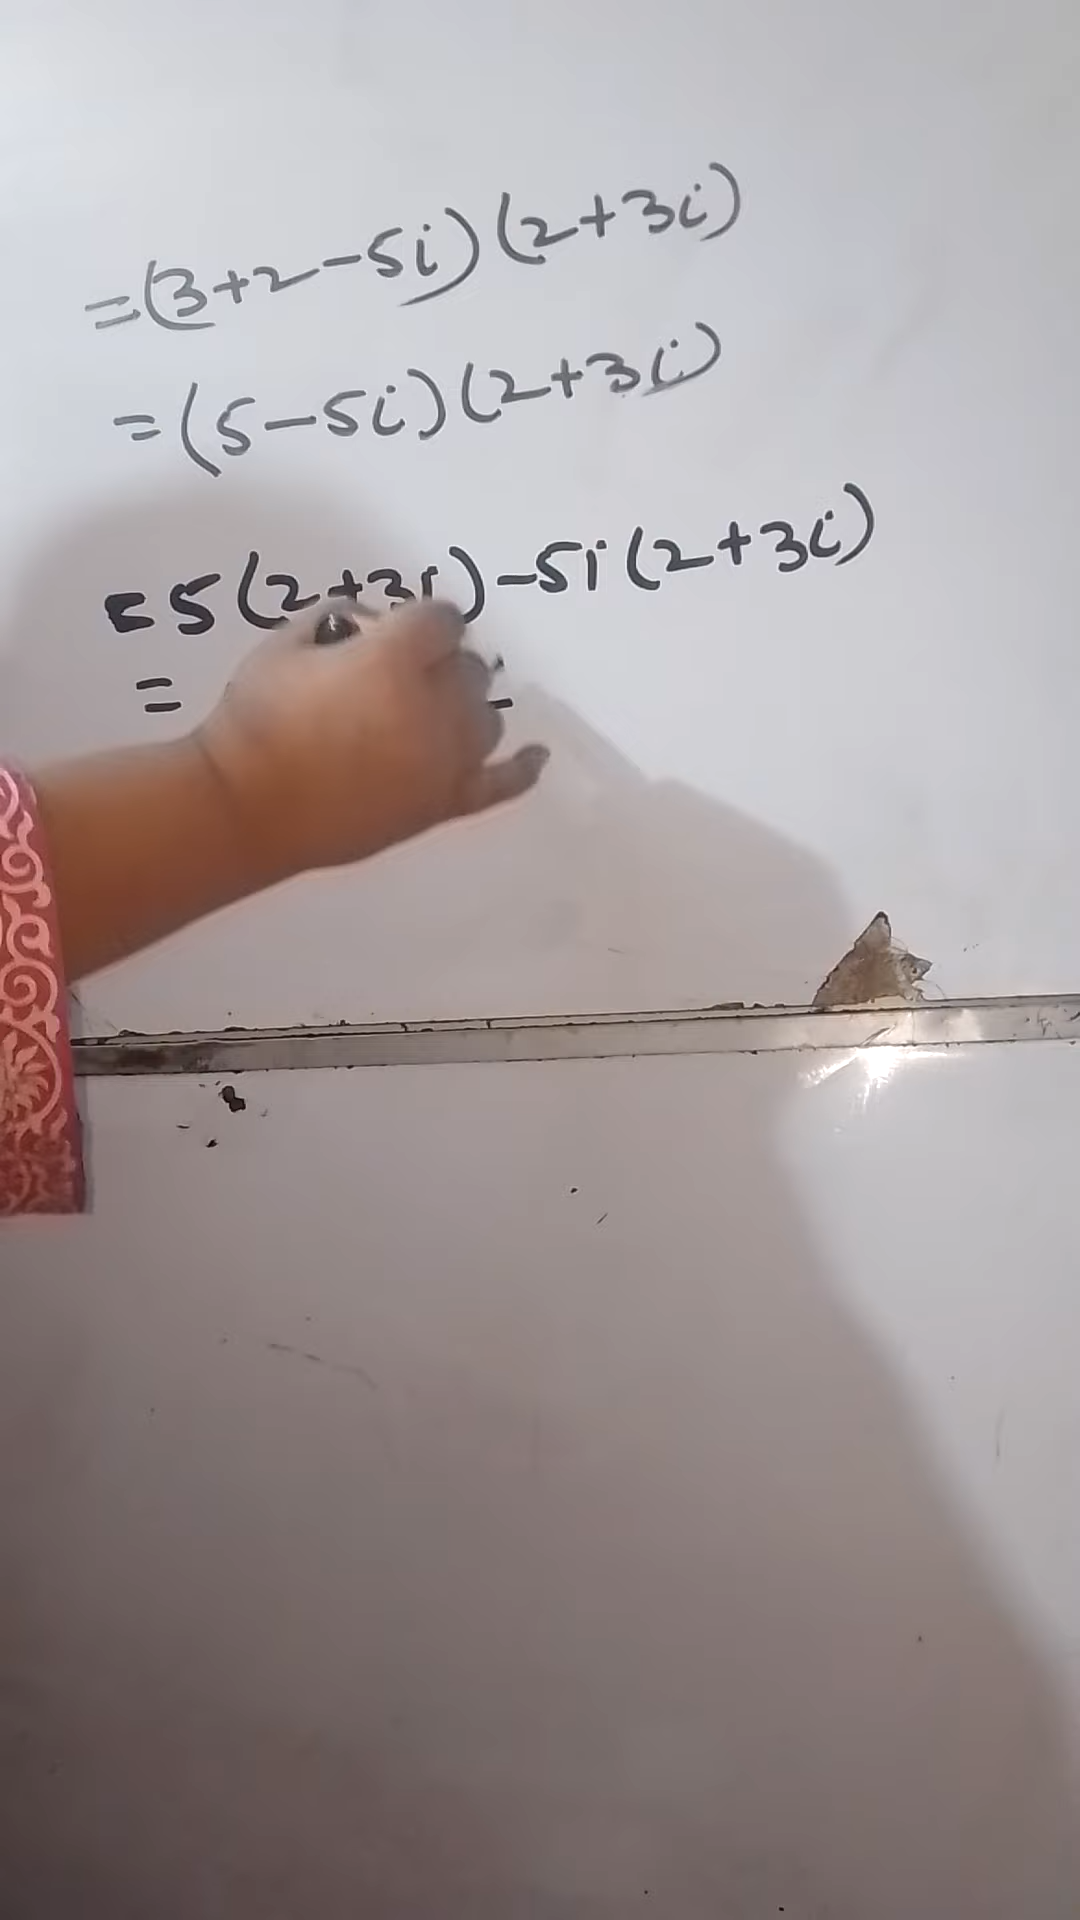 =(3+2-5i)(2+3i)
=(5-5i)(2+3i)
=5(2+3i)-5i(2+3i)
=